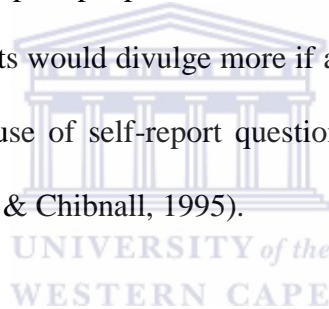 ts would divulge more if a
use of self-report question
& Chibnall, 1995).
UNIVERSITY of the
WESTERN CAPE